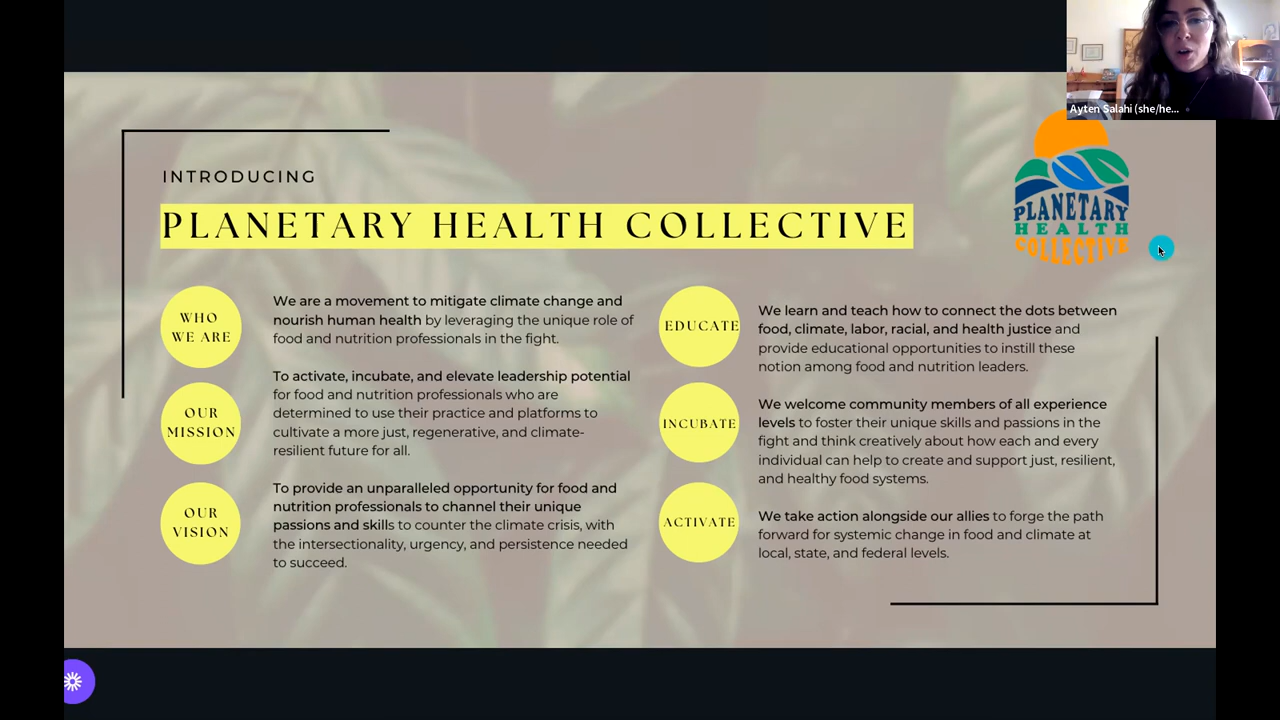 Ayten Salahi (she/he...
INTRODUCING
PLANETARY HEALTH COLLECTIVE
PLANETARY
HEALTH
COLLECTIVE
WHO
WE ARE
We are a movement to mitigate climate change and
nourish human health by leveraging the unique role of
food and nutrition professionals in the fight.
OUR
MISSION
To activate, incubate, and elevate leadership potential
for food and nutrition professionals who are
determined to use their practice and platforms to
cultivate a more just, regenerative, and climate-
resilient future for all.
OUR
VISION
To provide an unparalleled opportunity for food and
nutrition professionals to channel their unique
passions and skills to counter the climate crisis, with
the intersectionality, urgency, and persistence needed
to succeed.
EDUCATE
We learn and teach how to connect the dots between
food, climate, labor, racial, and health justice and
provide educational opportunities to instill these
notion among food and nutrition leaders.
INCUBATE
We welcome community members of all experience
levels to foster their unique skills and passions in the
fight and think creatively about how each and every
individual can help to create and support just, resilient,
and healthy food systems.
ACTIVATE
We take action alongside our allies to forge the path
forward for systemic change in food and climate at
local, state, and federal levels.